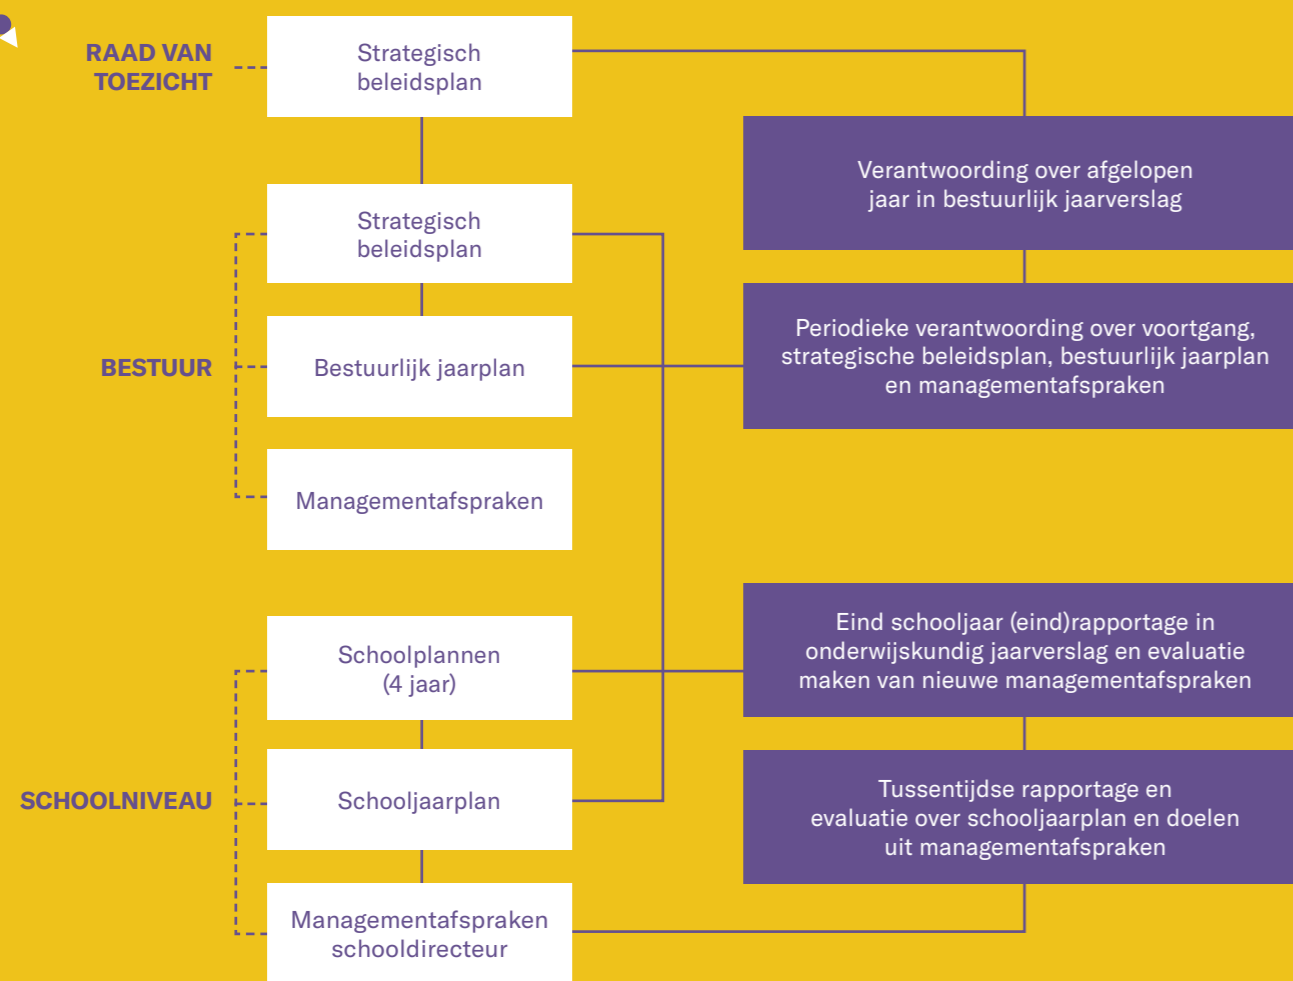 RAAD VAN
TOEZICHT
Strategisch
beleidsplan
Verantwoording over afgelopen
jaar in bestuurlijk jaarverslag
Strategisch
beleidsplan
BESTUUR
Bestuurlijk jaarplan
Periodieke verantwoording over voortgang,
strategische beleidsplan, bestuurlijk jaarplan
en managementafspraken
Managementafspraken
Schoolplannen
(4 jaar)
Eind schooljaar (eind)rapportage in
onderwijskundig jaarverslag en evaluatie
maken van nieuwe managementafspraken
SCHOOLNIVEAU
Schooljaarplan
Tussentijdse rapportage en
evaluatie over schooljaarplan en doelen
uit managementafspraken
Managementafspraken
schooldirecteur